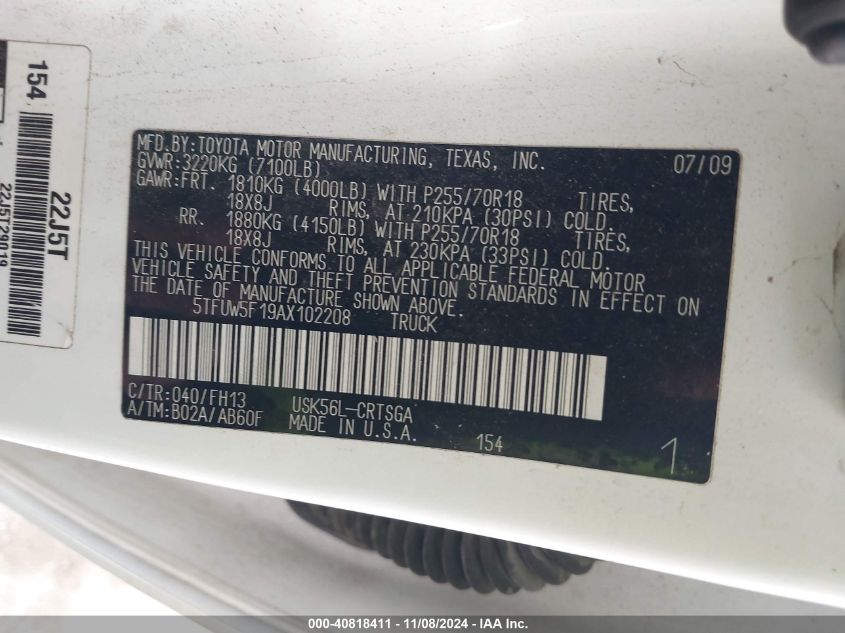 MFD.BY:TOYOTA MOTOR MANUFACTURING, TEXAS, INC. 07/09
GVWR:3220KG (7100LB)
GAWR:FRT. 1810KG (4000LB) WITH P255/70R18 TIRES,
18X8J RIMS, AT 210KPA (30PSI) COLD.
RR. 1880KG (4150LB) WITH P255/70R18 TIRES,
18X8J RIMS, AT 230KPA (33PSI) COLD.
THIS VEHICLE CONFORMS TO ALL APPLICABLE FEDERAL MOTOR
VEHICLE SAFETY AND THEFT PREVENTION STANDARDS IN EFFECT ON
THE DATE OF MANUFACTURE SHOWN ABOVE.
5TFUW5F19AX102208 TRUCK
C/TR:040/FH13 USK56L-CRTSGA
A/TM:B02A/AB60F MADE IN U.S.A. 154 1
154
22J5T
22J5T29019
000-40818411 - 11/08/2024 - IAA Inc.